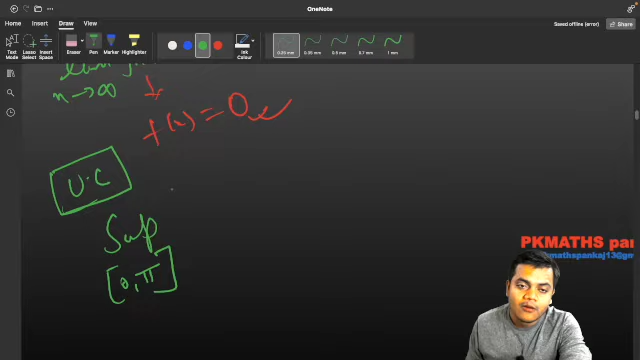 OneNote
Saved offline (error)
Home Insert Draw View
Text Mode
Lasso Select
Insert Space
Eraser
Pen
Marker
Highlighter
Ink Colour
0.25 mm 0.35 mm 0.5 mm 0.7 mm 1 mm
n → ∞
f(x) = 0
U.C
Sup
[0, π]
PKMATHS pan